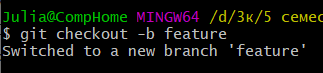 Julia@CompHome MINGW64 /d/3к/5 семес
$ git checkout -b feature
Switched to a new branch 'feature'